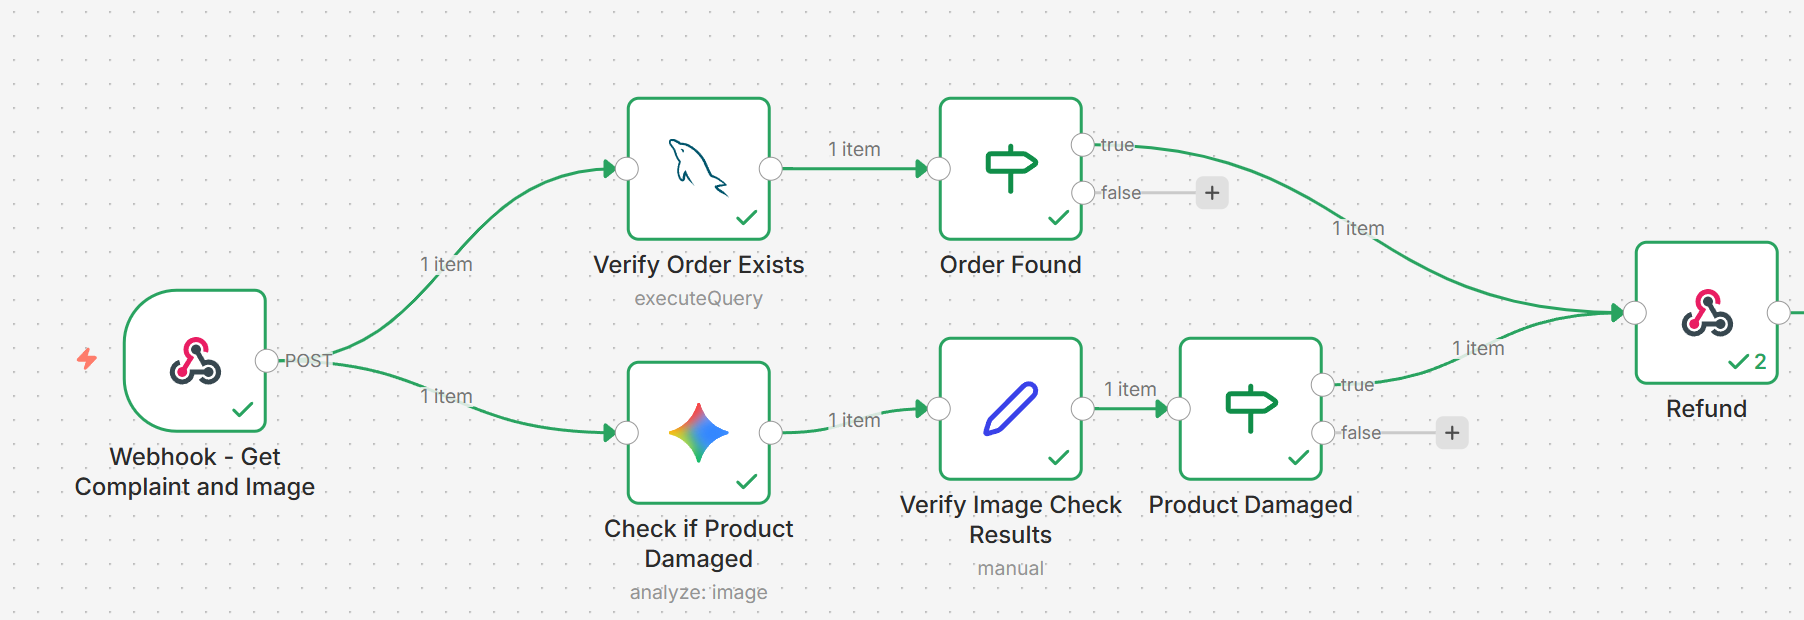 1 item
true
false
1 item
1 item
Verify Order Exists
executeQuery
Order Found
POST
1 item
1 item
1 item
1 item
true
false
2
Refund
Webhook - Get
Complaint and Image
Check if Product
Damaged
analyze: image
Verify Image Check
Results
manual
Product Damaged